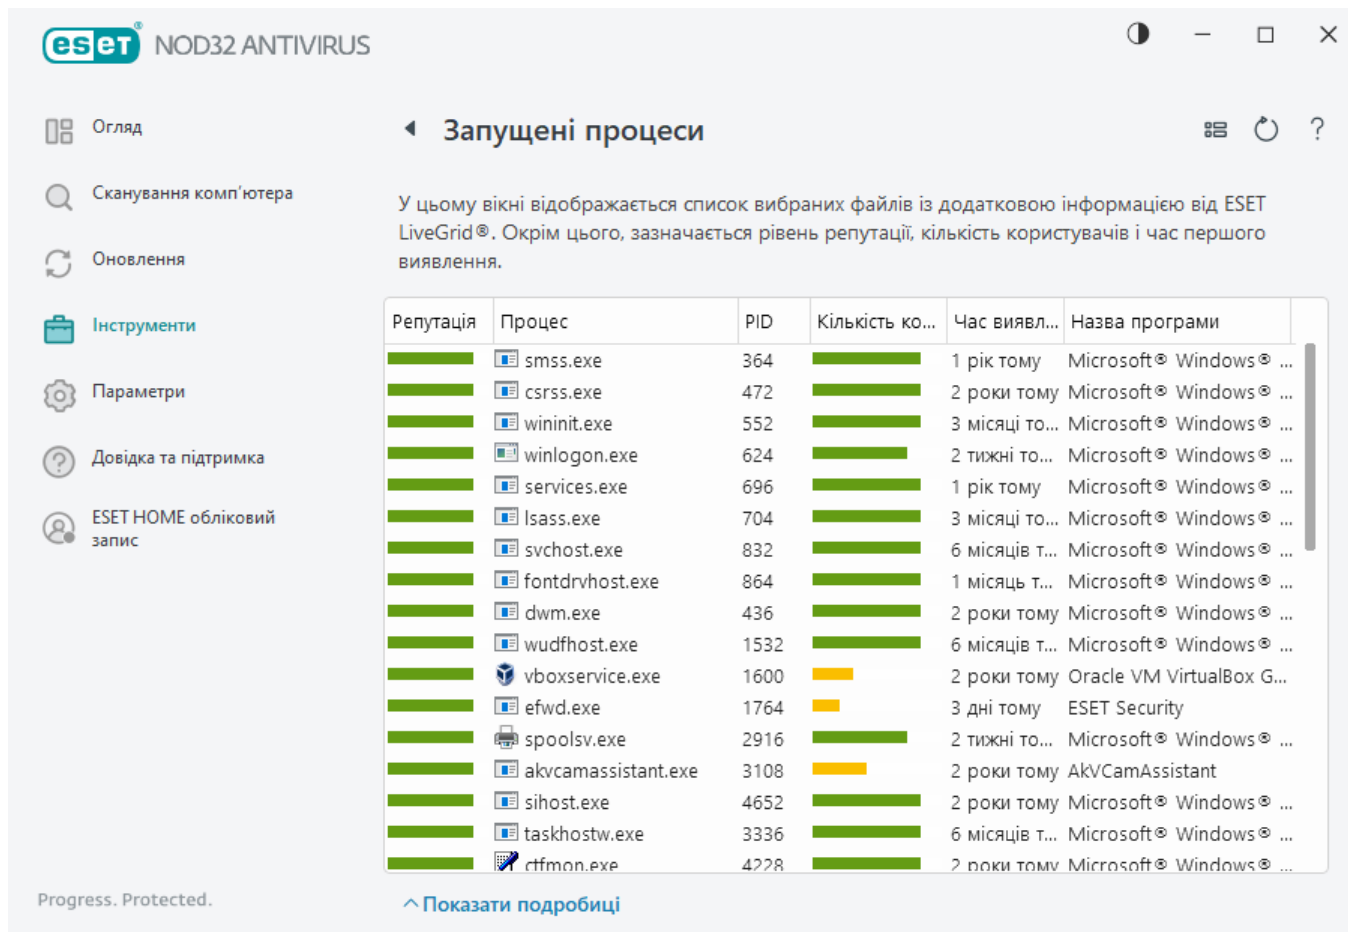 eset® NOD32 ANTIVIRUS
Огляд
Сканування комп'ютера
Оновлення
Інструменти
Параметри
Довідка та підтримка
ESET HOME обліковий
запис
Progress. Protected.
Запущені процеси
?
У цьому вікні відображається список вибраних файлів із додатковою інформацією від ESET
LiveGrid®. Окрім цього, зазначається рівень репутації, кількість користувачів і час першого
виявлення.
Репутація Процес PID Кількість ко... Час виявл... Назва програми
smss.exe 364 1 рік тому Microsoft® Windows® ...
csrss.exe 472 2 роки тому Microsoft® Windows® ...
wininit.exe 552 3 місяці то... Microsoft® Windows® ...
winlogon.exe 624 2 тижні то... Microsoft® Windows® ...
services.exe 696 1 рік тому Microsoft® Windows® ...
lsass.exe 704 3 місяці то... Microsoft® Windows® ...
svchost.exe 832 6 місяців т... Microsoft® Windows® ...
fontdrvhost.exe 864 1 місяць т... Microsoft® Windows® ...
dwm.exe 436 2 роки тому Microsoft® Windows® ...
wudfhost.exe 1532 6 місяців т... Microsoft® Windows® ...
vboxservice.exe 1600 2 роки тому Oracle VM VirtualBox G...
efwd.exe 1764 3 дні тому ESET Security
spoolsv.exe 2916 2 тижні то... Microsoft® Windows® ...
akvcamassistant.exe 3108 2 роки тому AkVCamAssistant
sihost.exe 4652 2 роки тому Microsoft® Windows® ...
taskhostw.exe 3336 6 місяців т... Microsoft® Windows® ...
ctfmon.exe 4228 2 роки тому Microsoft® Windows® ...
Показати подробиці